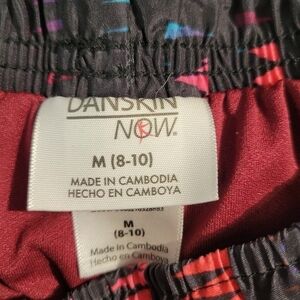 DANSKIN
NOW.
M (8-10)
MADE IN CAMBODIA
HECHO EN CAMBOYA
M
(8-10)
Made in Cambodia
Hecho en Camboya